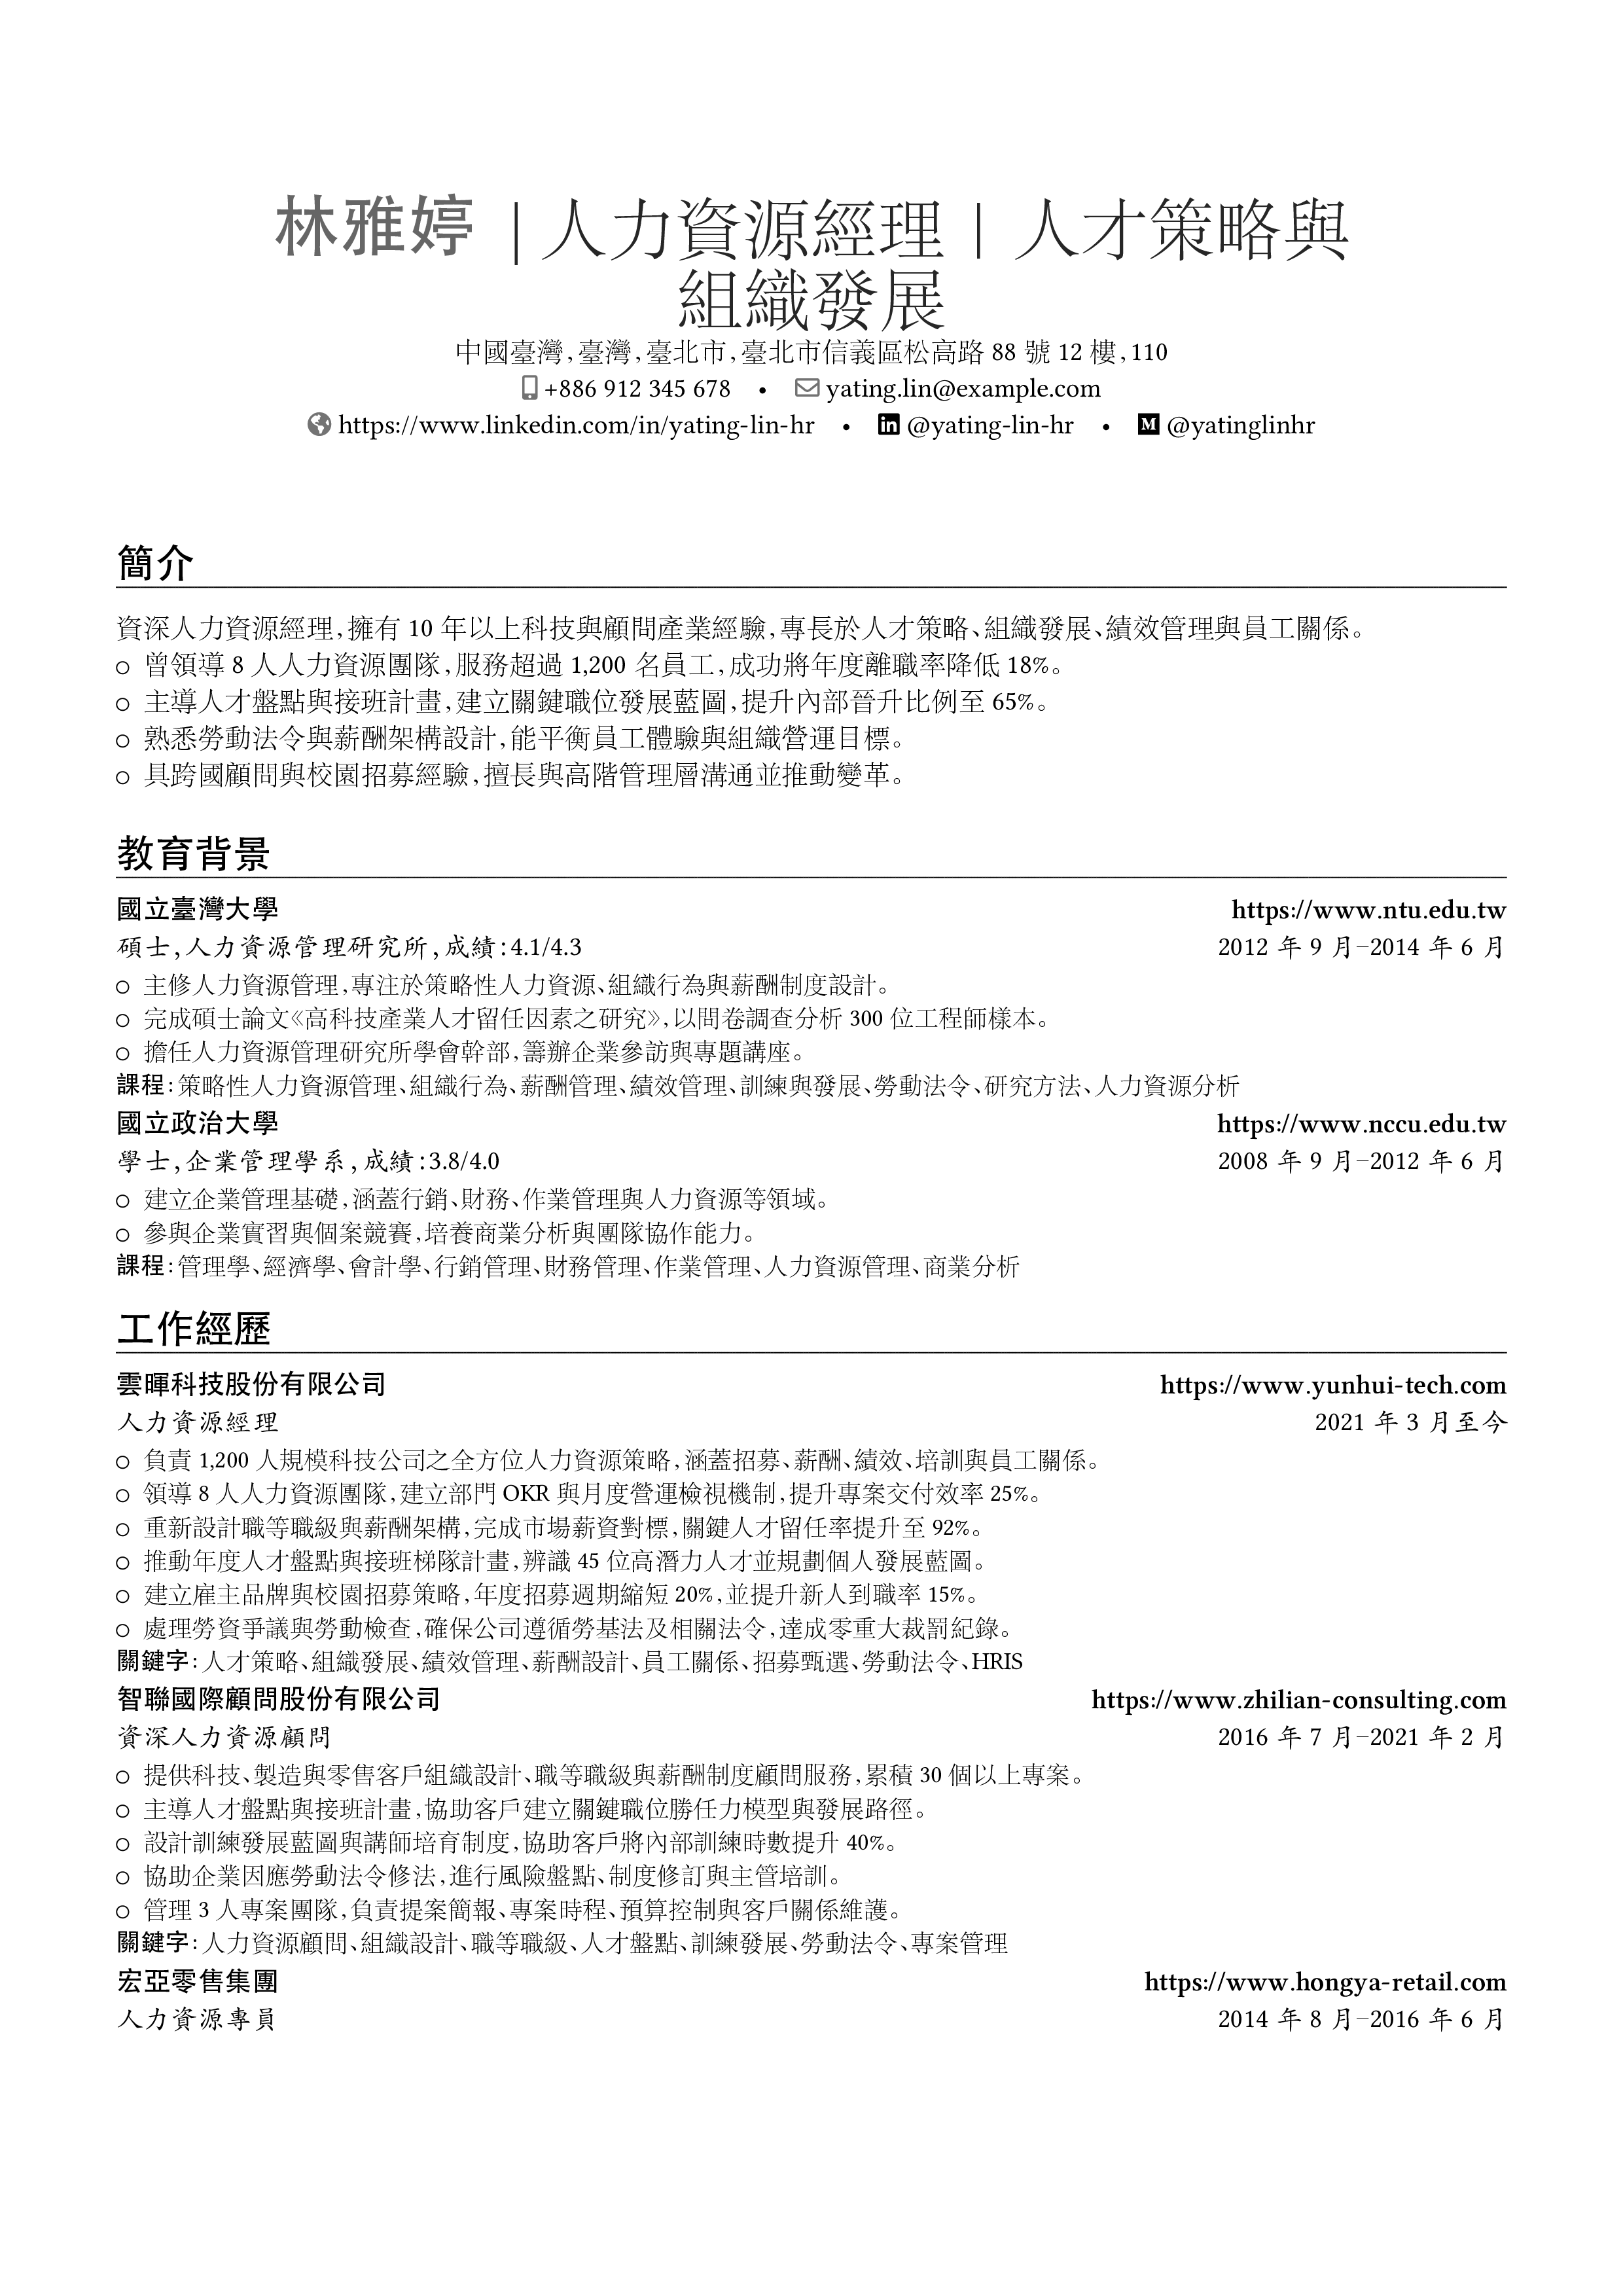 林雅婷 | 人力資源經理 | 人才策略與
組織發展
中國臺灣,臺灣,臺北市,臺北市信義區松高路 88 號 12 樓,110
+886 912 345 678 • yating.lin@example.com
https://www.linkedin.com/in/yating-lin-hr • @yating-lin-hr • @yatinglinhr
簡介
資深人力資源經理,擁有 10 年以上科技與顧問產業經驗,專長於人才策略、組織發展、績效管理與員工關係。
○ 曾領導 8 人人力資源團隊,服務超過 1,200 名員工,成功將年度離職率降低 18%。
○ 主導人才盤點與接班計畫,建立關鍵職位發展藍圖,提升內部晉升比例至 65%。
○ 熟悉勞動法令與薪酬架構設計,能平衡員工體驗與組織營運目標。
○ 具跨國顧問與校園招募經驗,擅長與高階管理層溝通並推動變革。
教育背景
國立臺灣大學 https://www.ntu.edu.tw
碩士,人力資源管理研究所,成績:4.1/4.3 2012 年 9 月–2014 年 6 月
○ 主修人力資源管理,專注於策略性人力資源、組織行為與薪酬制度設計。
○ 完成碩士論文《高科技產業人才留任因素之研究》,以問卷調查分析 300 位工程師樣本。
○ 擔任人力資源管理研究所學會幹部,籌辦企業參訪與專題講座。
課程:策略性人力資源管理、組織行為、薪酬管理、績效管理、訓練與發展、勞動法令、研究方法、人力資源分析
國立政治大學 https://www.nccu.edu.tw
學士,企業管理學系,成績:3.8/4.0 2008 年 9 月–2012 年 6 月
○ 建立企業管理基礎,涵蓋行銷、財務、作業管理與人力資源等領域。
○ 參與企業實習與個案競賽,培養商業分析與團隊協作能力。
課程:管理學、經濟學、會計學、行銷管理、財務管理、作業管理、人力資源管理、商業分析
工作經歷
雲暉科技股份有限公司 https://www.yunhui-tech.com
人力資源經理 2021 年 3 月至今
○ 負責 1,200 人規模科技公司之全方位人力資源策略,涵蓋招募、薪酬、績效、培訓與員工關係。
○ 領導 8 人人力資源團隊,建立部門 OKR 與月度營運檢視機制,提升專案交付效率 25%。
○ 重新設計職等職級與薪酬架構,完成市場薪資對標,關鍵人才留任率提升至 92%。
○ 推動年度人才盤點與接班梯隊計畫,辨識 45 位高潛力人才並規劃個人發展藍圖。
○ 建立雇主品牌與校園招募策略,年度招募週期縮短 20%,並提升新人到職率 15%。
○ 處理勞資爭議與勞動檢查,確保公司遵循勞基法及相關法令,達成零重大裁罰紀錄。
關鍵字:人才策略、組織發展、績效管理、薪酬設計、員工關係、招募甄選、勞動法令、HRIS
智聯國際顧問股份有限公司 https://www.zhilian-consulting.com
資深人力資源顧問 2016 年 7 月–2021 年 2 月
○ 提供科技、製造與零售客戶組織設計、職等職級與薪酬制度顧問服務,累積 30 個以上專案。
○ 主導人才盤點與接班計畫,協助客戶建立關鍵職位勝任力模型與發展路徑。
○ 設計訓練發展藍圖與講師培育制度,協助客戶將內部訓練時數提升 40%。
○ 協助企業因應勞動法令修法,進行風險盤點、制度修訂與主管培訓。
○ 管理 3 人專案團隊,負責提案簡報、專案時程、預算控制與客戶關係維護。
關鍵字:人力資源顧問、組織設計、職等職級、人才盤點、訓練發展、勞動法令、專案管理
宏亞零售集團 https://www.hongya-retail.com
人力資源專員 2014 年 8 月–2016 年 6 月